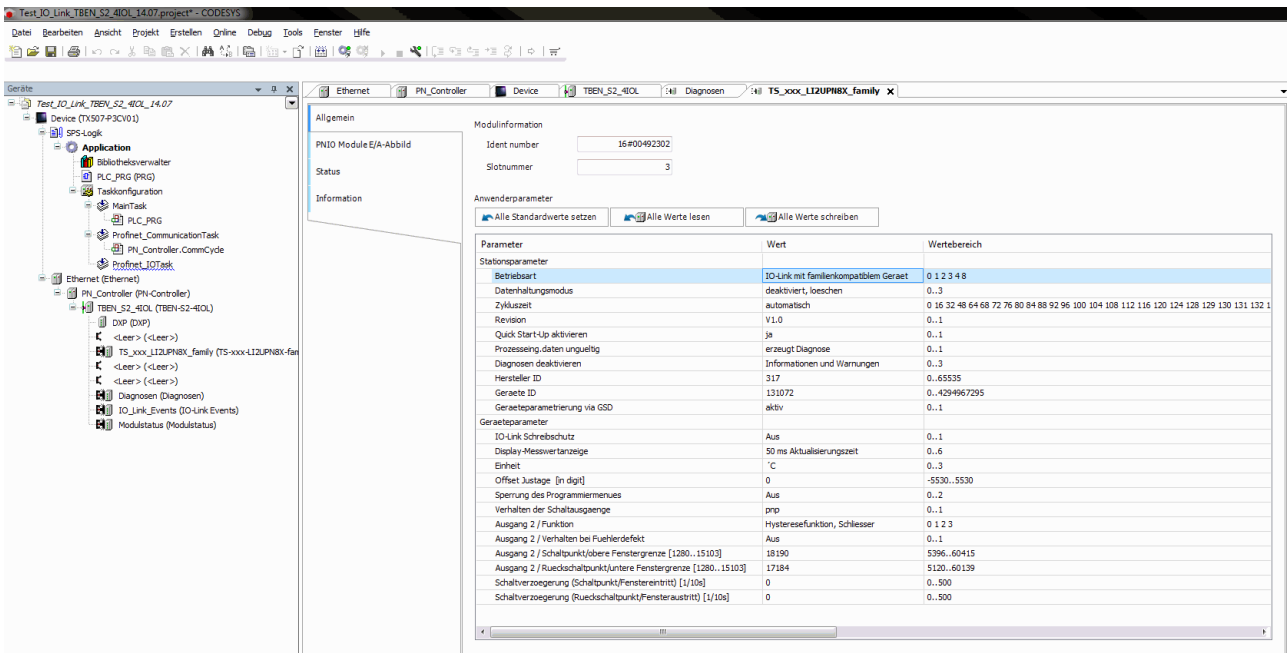 Test_IO_Link_TBEN_S2_4IOL_14.07.project* - CODESYS
Datei Bearbeiten Ansicht Projekt Erstellen Online Debug Tools Fenster Hilfe
Geräte
Test_IO_Link_TBEN_S2_4IOL_14.07
Device (TX507-P3CV01)
SPS-Logik
Application
Bibliotheksverwalter
PLC_PRG (PRG)
Taskkonfiguration
MainTask
PLC_PRG
Profinet_CommunicationTask
PN_Controller.CommCycle
Profinet_IOTask
Ethernet (Ethernet)
PN_Controller (PN-Controller)
TBEN_S2_4IOL (TBEN-S2-4IOL)
DXP (DXP)
<Leer> (<Leer>)
TS_xxx_LI2UPN8X_family (TS-xxx-LI2UPN8X-fam
<Leer> (<Leer>)
<Leer> (<Leer>)
Diagnosen (Diagnosen)
IO_Link_Events (IO-Link Events)
Modulstatus (Modulstatus)
Ethernet PN_Controller Device TBEN_S2_4IOL Diagnosen TS_xxx_LI2UPN8X_family
Allgemein
PNIO Module E/A-Abbild
Status
Information
Modulinformation
Ident number 16#00492302
Slotnummer 3
Anwenderparameter
Alle Standardwerte setzen Alle Werte lesen Alle Werte schreiben
Parameter Wert Wertebereich
Stationsparameter
Betriebsart IO-Link mit familienkompatiblem Geraet 0 1 2 3 4 8
Datenhaltungsmodus deaktiviert, loeschen 0..3
Zykluszeit automatisch 0 16 32 48 64 68 72 76 80 84 88 92 96 100 104 108 112 116 120 124 128 129 130 131 132 1
Revision V1.0 0..1
Quick Start-Up aktivieren ja 0..1
Prozesseing.daten ungueltig erzeugt Diagnose 0..1
Diagnosen deaktivieren Informationen und Warnungen 0..3
Hersteller ID 317 0..65535
Geraete ID 131072 0..4294967295
Geraeteparametrierung via GSD aktiv 0..1
Geraeteparameter
IO-Link Schreibschutz Aus 0..1
Display-Messwertanzeige 50 ms Aktualisierungszeit 0..6
Einheit °C 0..3
Offset Justage [in digit] 0 -5530..5530
Sperrung des Programmiermenues Aus 0..2
Verhalten der Schaltausgaenge pnp 0..1
Ausgang 2 / Funktion Hysteresefunktion, Schliesser 0 1 2 3
Ausgang 2 / Verhalten bei Fuehlerdefekt Aus 0..1
Ausgang 2 / Schaltpunkt/obere Fenstergrenze [1280..15103] 18190 5396..60415
Ausgang 2 / Rueckschaltpunkt/untere Fenstergrenze [1280..15103] 17184 5120..60139
Schaltverzoegerung (Schaltpunkt/Fenstereintritt) [1/10s] 0 0..500
Schaltverzoegerung (Rueckschaltpunkt/Fensteraustritt) [1/10s] 0 0..500